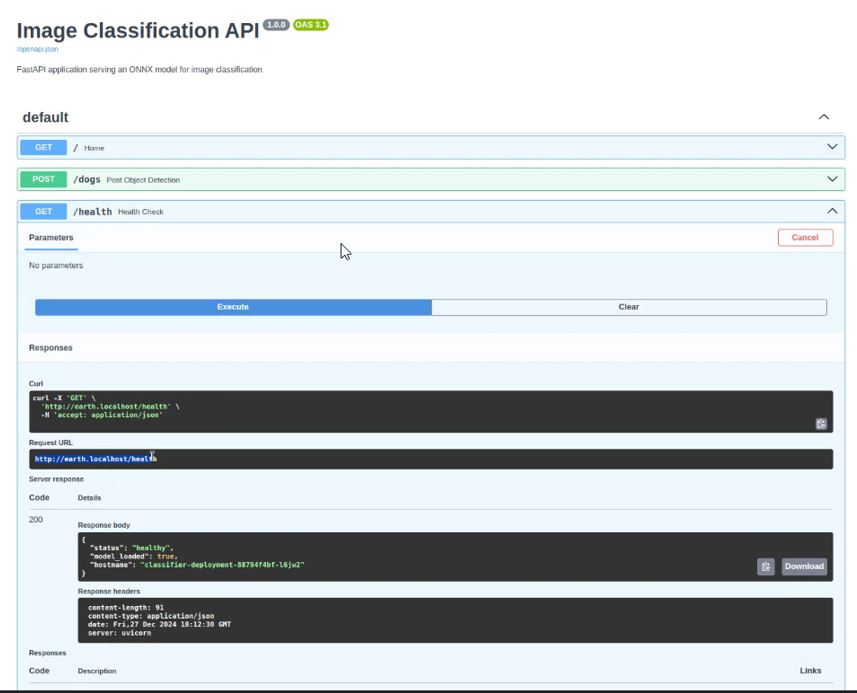 Image Classification API 1.0.0 OAS 3.1
/openapi.json
FastAPI application serving an ONNX model for image classification
default
GET / Home
POST /dogs Post Object Detection
GET /health Health Check
Parameters
Cancel
No parameters
Execute
Clear
Responses
Curl
curl -X 'GET' \
'http://earth.localhost/health' \
-H 'accept: application/json'
Request URL
http://earth.localhost/health
Server response
Code Details
200
Response body
{
"status": "healthy",
"model_loaded": true,
"hostname": "classifier-deployment-88794f4bf-l6jw2"
}
Download
Response headers
content-length: 91
content-type: application/json
date: Fri,27 Dec 2024 18:12:30 GMT
server: uvicorn
Responses
Code Description Links